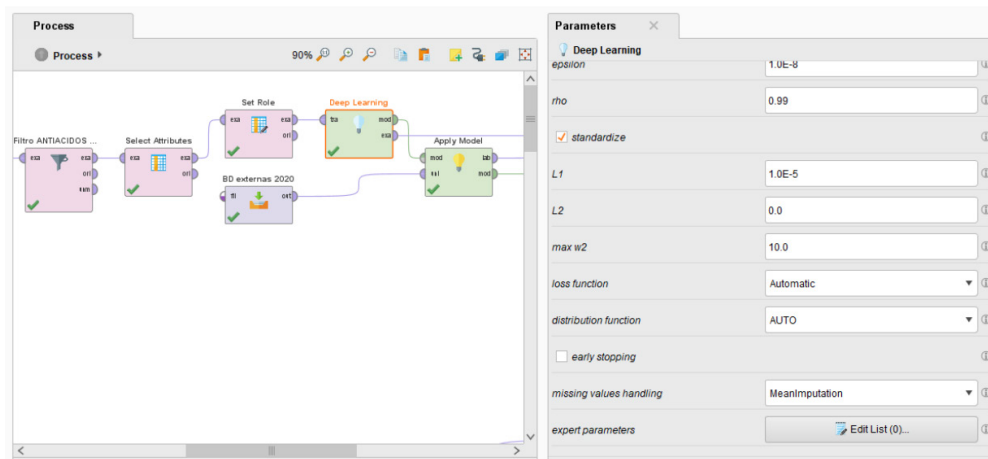 Process
Process
90%
Filtro ANTIACIDOS ...
exa
exa
ori
num
Select Attributes
exa
exa
ori
Set Role
exa
exa
ori
Deep Learning
tra
mod
exa
BD externas 2020
fil
out
Apply Model
mod
lab
unl
mod
Parameters
Deep Learning
epsilon
1.0E-8
rho
0.99
standardize
L1
1.0E-5
L2
0.0
max w2
10.0
loss function
Automatic
distribution function
AUTO
early stopping
missing values handling
MeanImputation
expert parameters
Edit List (0)...